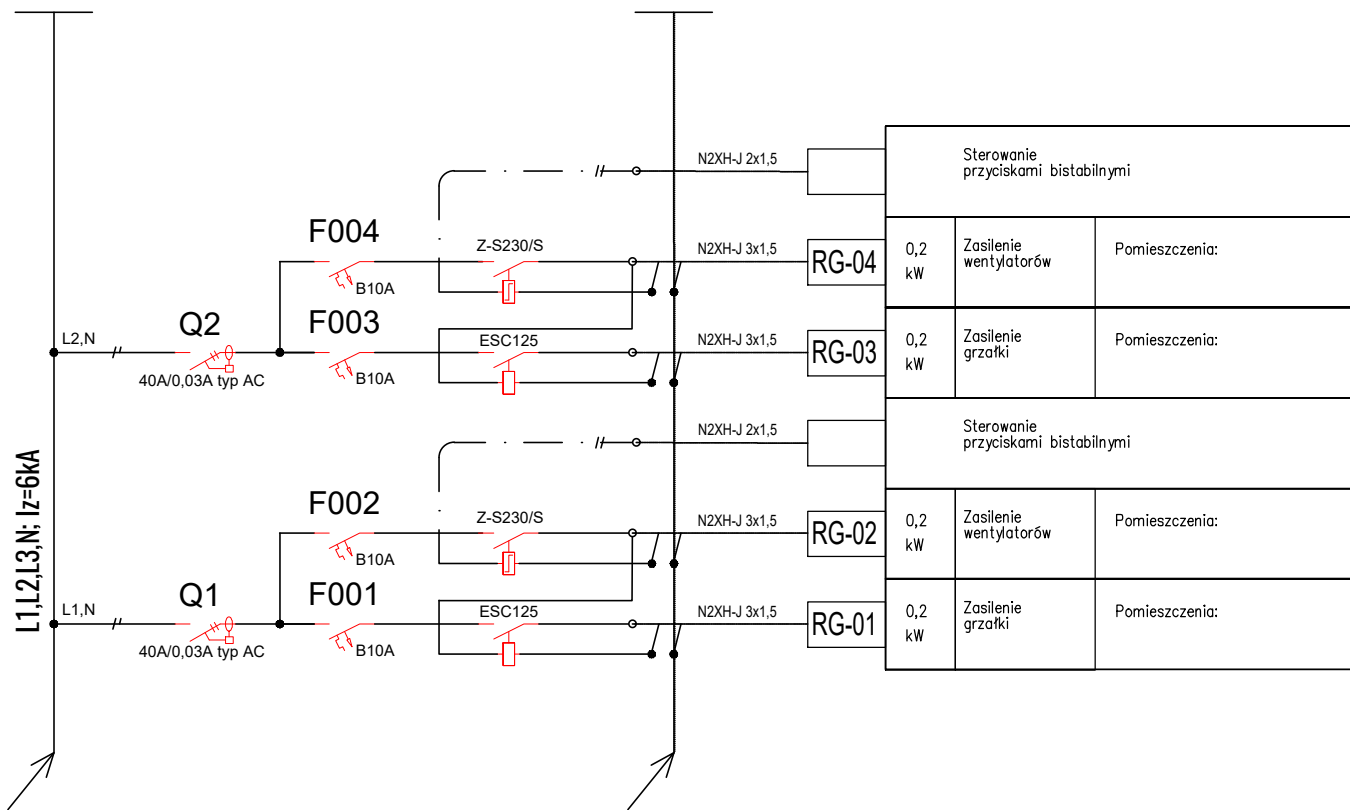 N2XH-J 2x1,5
Sterowanie
przyciskami bistabilnymi
F004
Z-S230/S
B10A
N2XH-J 3x1,5
RG-04
0,2
kW
Zasilenie
wentylatorów
Pomieszczenia:
L2,N
Q2
40A/0,03A typ AC
F003
B10A
ESC125
N2XH-J 3x1,5
RG-03
0,2
kW
Zasilenie
grzałki
Pomieszczenia:
N2XH-J 2x1,5
Sterowanie
przyciskami bistabilnymi
L1,L2,L3,N; Iz=6kA
F002
Z-S230/S
B10A
N2XH-J 3x1,5
RG-02
0,2
kW
Zasilenie
wentylatorów
Pomieszczenia:
L1,N
Q1
40A/0,03A typ AC
F001
B10A
ESC125
N2XH-J 3x1,5
RG-01
0,2
kW
Zasilenie
grzałki
Pomieszczenia: